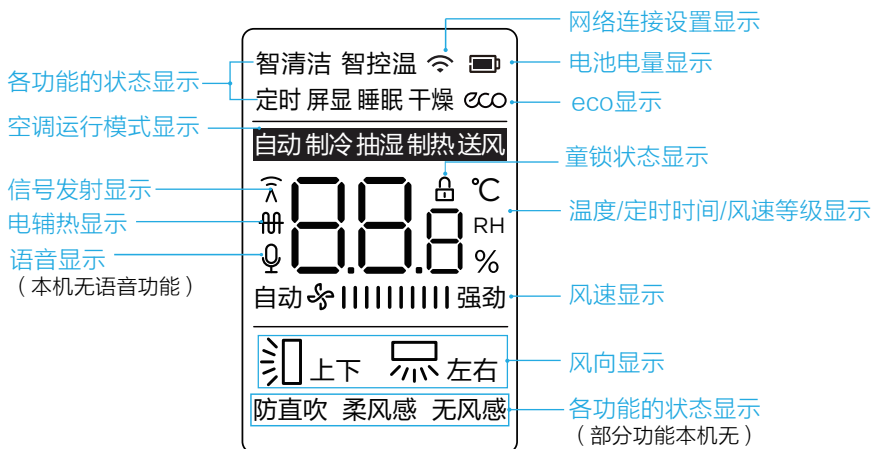 网络连接设置显示
智清洁 智控温
电池电量显示
各功能的状态显示
定时 屏显 睡眠 干燥 eco
eco显示
空调运行模式显示
自动 制冷 抽湿 制热 送风
童锁状态显示
信号发射显示
8.8.8
℃
温度/定时时间/风速等级显示
电辅热显示
RH
语音显示
%
（本机无语音功能）
自动 强劲
风速显示
上下 左右
风向显示
防直吹 柔风感 无风感
各功能的状态显示
（部分功能本机无）